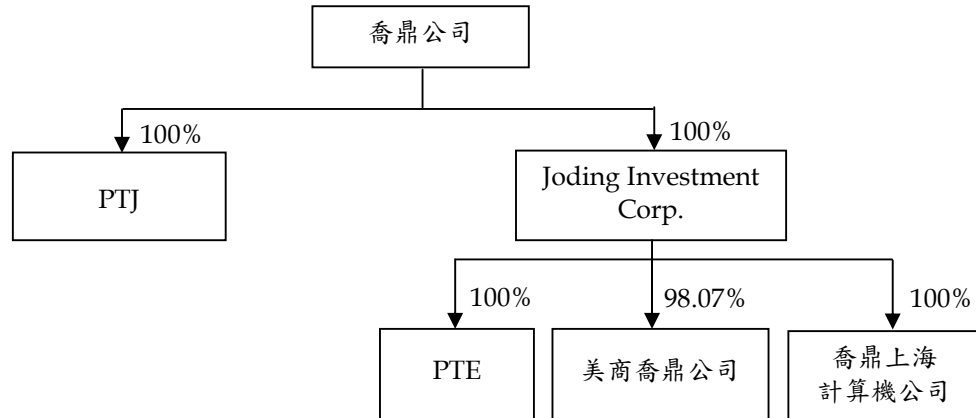 喬鼎公司
100%
100%
PTJ
Joding Investment
Corp.
100%
98.07%
100%
PTE
美商喬鼎公司
喬鼎上海
計算機公司